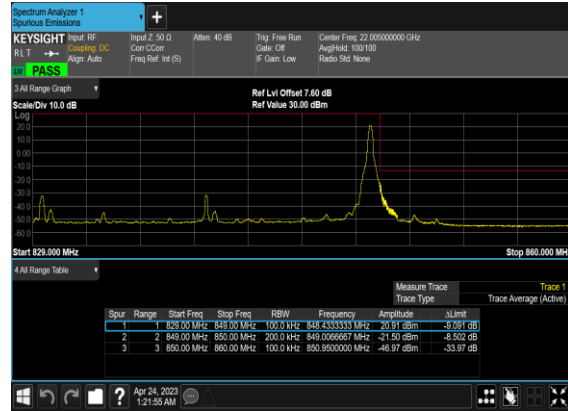 Spectrum Analyzer 1
Spurious Emissions
KEYSIGHT Input: RF Input Z: 50 Ω Atten: 40 dB Trig: Free Run Center Freq: 22.005000000 GHz
RLT Coupling: DC Corr CCorr Gate: Off Avg|Hold: 100/100
Align: Auto Freq Ref: Int (S) IF Gain: Low Radio Std: None
PASS
3 All Range Graph
Ref Lvl Offset 7.60 dB
Scale/Div 10.0 dB Ref Value 30.00 dBm
Log
20.0
10.0
0.00
-10.0
-20.0
-30.0
-40.0
-50.0
-60.0
Start 829.000 MHz Stop 860.000 MH
4 All Range Table
Measure Trace Trace 1
Trace Type Trace Average (Active)
Spur Range Start Freq Stop Freq RBW Frequency Amplitude ΔLimit
1 1 829.00 MHz 849.00 MHz 100.0 kHz 848.4333333 MHz 20.91 dBm -9.091 dB
2 2 849.00 MHz 850.00 MHz 200.0 kHz 849.0066667 MHz -21.50 dBm -8.502 dB
3 3 850.00 MHz 860.00 MHz 100.0 kHz 850.9500000 MHz -46.97 dBm -33.97 dB
? Apr 24, 2023
1:21:55 AM